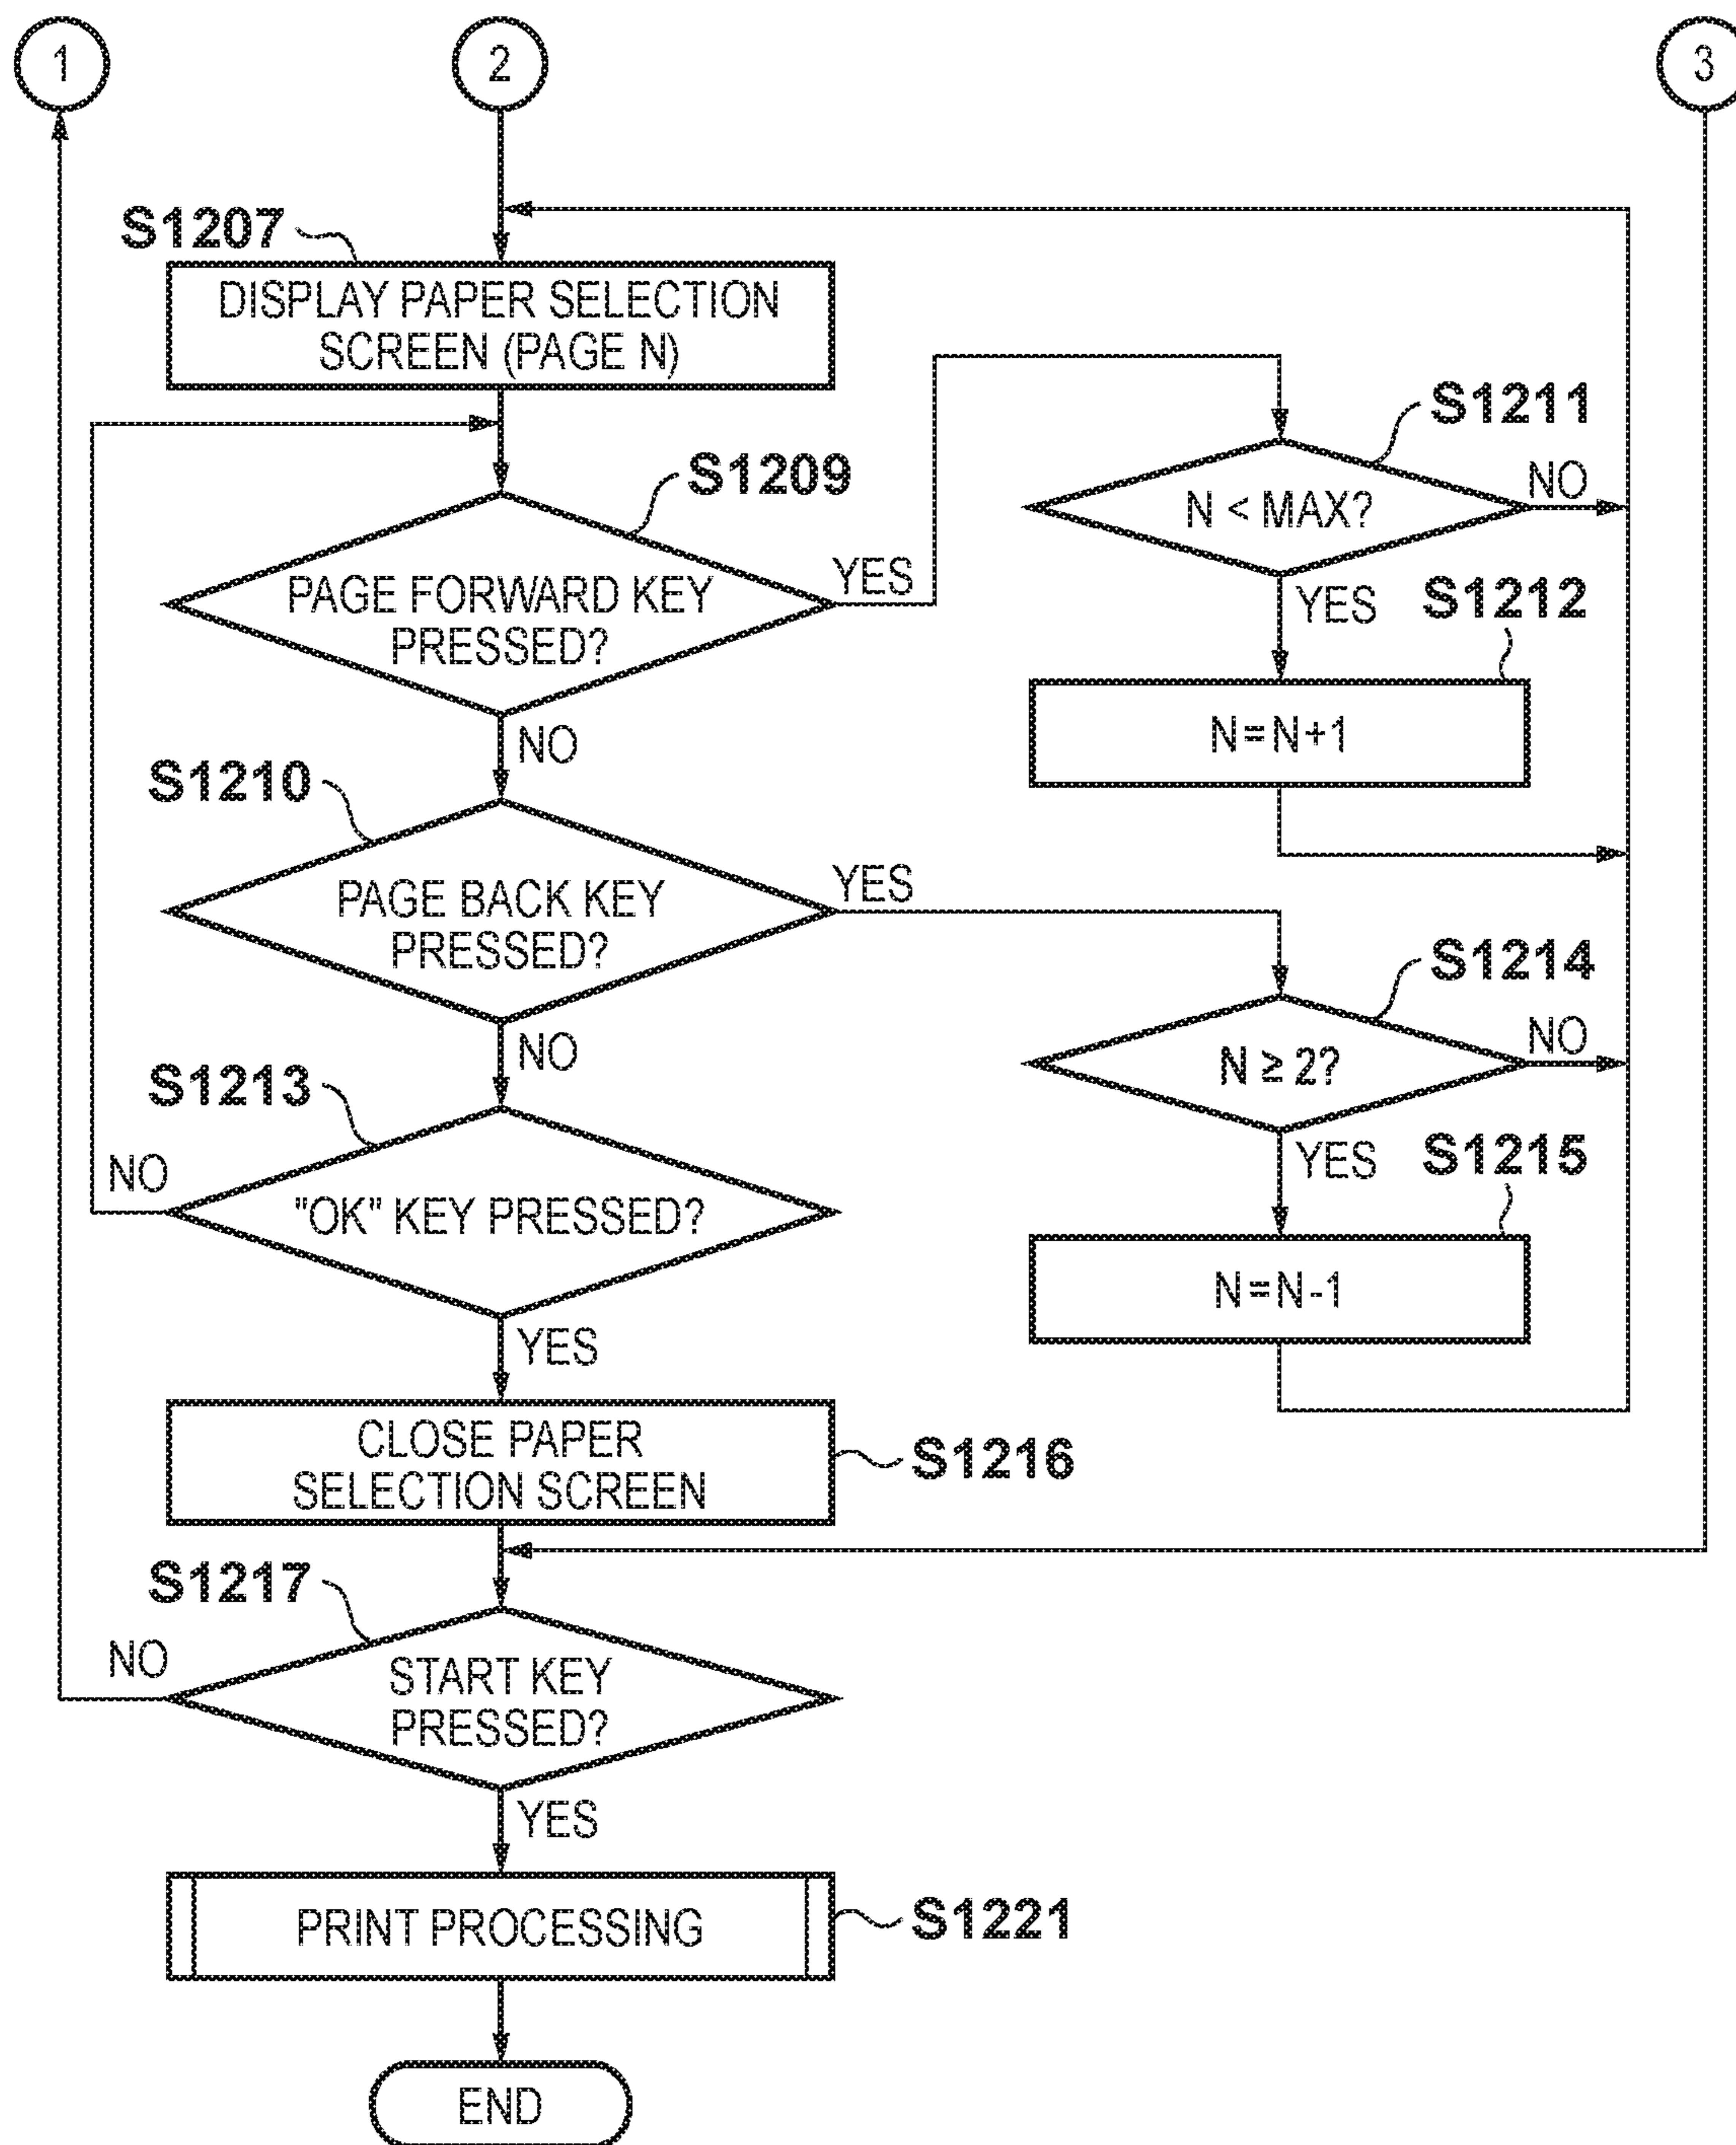 1
2
3
S1207
DISPLAY PAPER SELECTION
SCREEN (PAGE N)
S1209
PAGE FORWARD KEY
PRESSED?
YES
NO
S1211
N < MAX?
NO
YES
S1212
N=N+1
S1210
PAGE BACK KEY
PRESSED?
YES
NO
S1214
N ≥ 2?
NO
YES
S1215
N=N-1
S1213
"OK" KEY PRESSED?
NO
YES
CLOSE PAPER
SELECTION SCREEN
S1216
S1217
START KEY
PRESSED?
NO
YES
PRINT PROCESSING
S1221
END